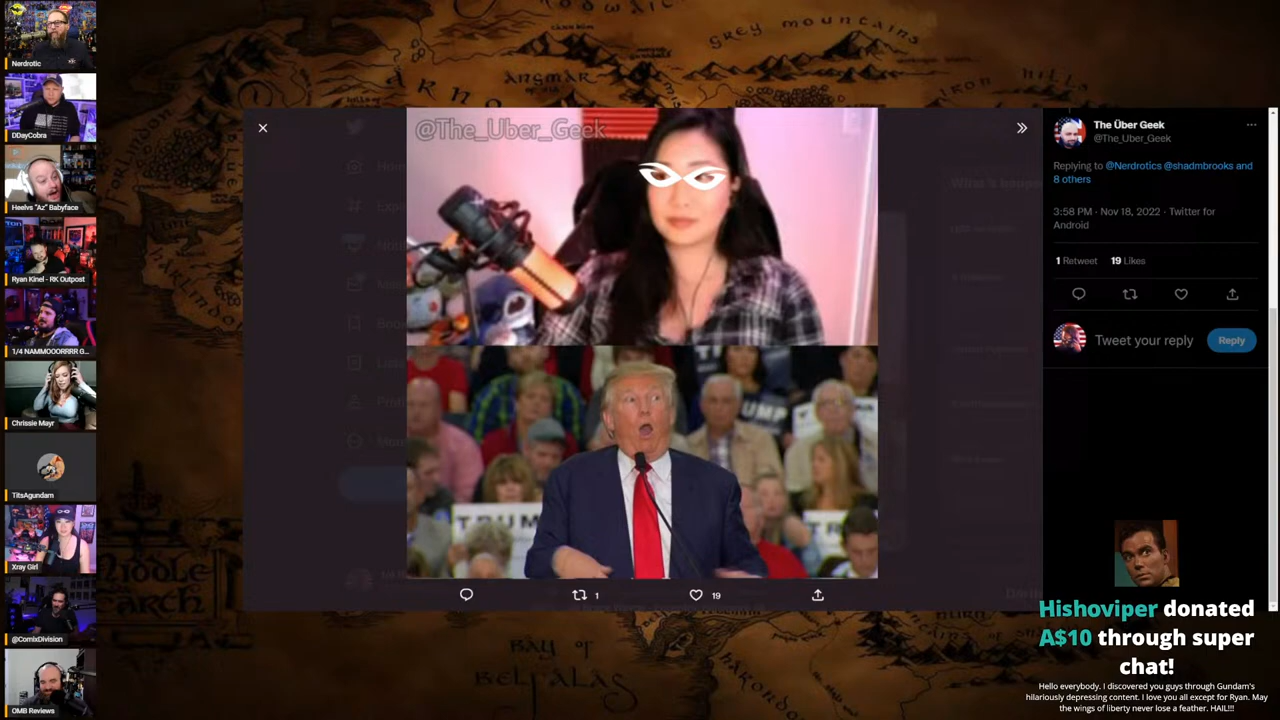 Nerdrotic
DDayCobra
Heelvs "Az" Babyface
Ryan Kinel - RK Outpost
1/4 NAMMOOORRRR G...
Chrissie Mayr
TitsAgundam
Xray Girl
@ComixDivision
OMB Reviews
GREY MOUNTAINS
ANGMAR
IRON HILLS
@The_Uber_Geek
TRUMP
UMP
MIDDLE
EARTH
BAY OF
BELFALAS
1
19
The Über Geek
@The_Uber_Geek
Replying to @Nerdrotics @shadmbrooks and
8 others
3:58 PM · Nov 18, 2022 · Twitter for
Android
1 Retweet 19 Likes
Tweet your reply
Reply
Hishoviper donated
A$10 through super
chat!
Hello everybody. I discovered you guys through Gundam's
hilariously depressing content. I love you all except for Ryan. May
the wings of liberty never lose a feather. HAIL!!!